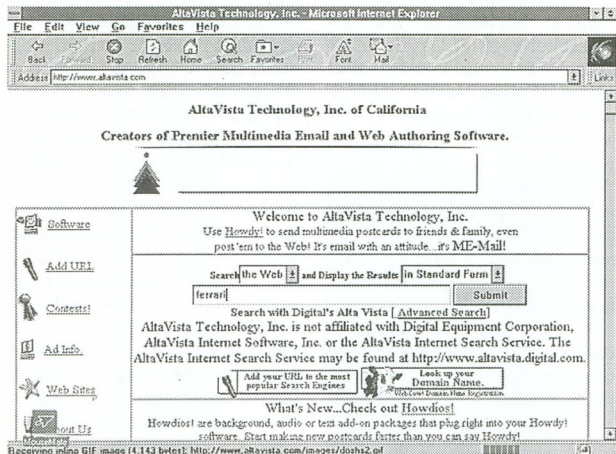 AltaVista Technology, Inc. - Microsoft Internet Explorer
File Edit View Go Favorites Help
Back Forward Stop Refresh Home Search Favorites Print Font Mail
Address http://www.altavista.com Links
AltaVista Technology, Inc. of California
Creators of Premier Multimedia Email and Web Authoring Software.
Software
Add URL
Contests!
Ad Info.
Web Sites
About Us
MouseMate
Welcome to AltaVista Technology, Inc.
Use Howdy! to send multimedia postcards to friends & family, even
post 'em to the Web! It's email with an attitude...it's ME-Mail!
Search the Web and Display the Results in Standard Form
ferrari Submit
Search with Digital's Alta Vista [ Advanced Search ]
AltaVista Technology, Inc. is not affiliated with Digital Equipment Corporation,
AltaVista Internet Software, Inc. or the AltaVista Internet Search Service. The
AltaVista Internet Search Service may be found at http://www.altavista.digital.com.
Add your URL to the most
popular Search Engines
Look up your
Domain Name.
Domain Name Registration
What's New...Check out Howdios!
Howdios! are background, audio or text add-on packages that plug right into your Howdy!
software. Start making new postcards faster than you can say Howdy!
Receiving inline GIF image (4,143 bytes): http://www.altavista.com/images/doshs2.gif